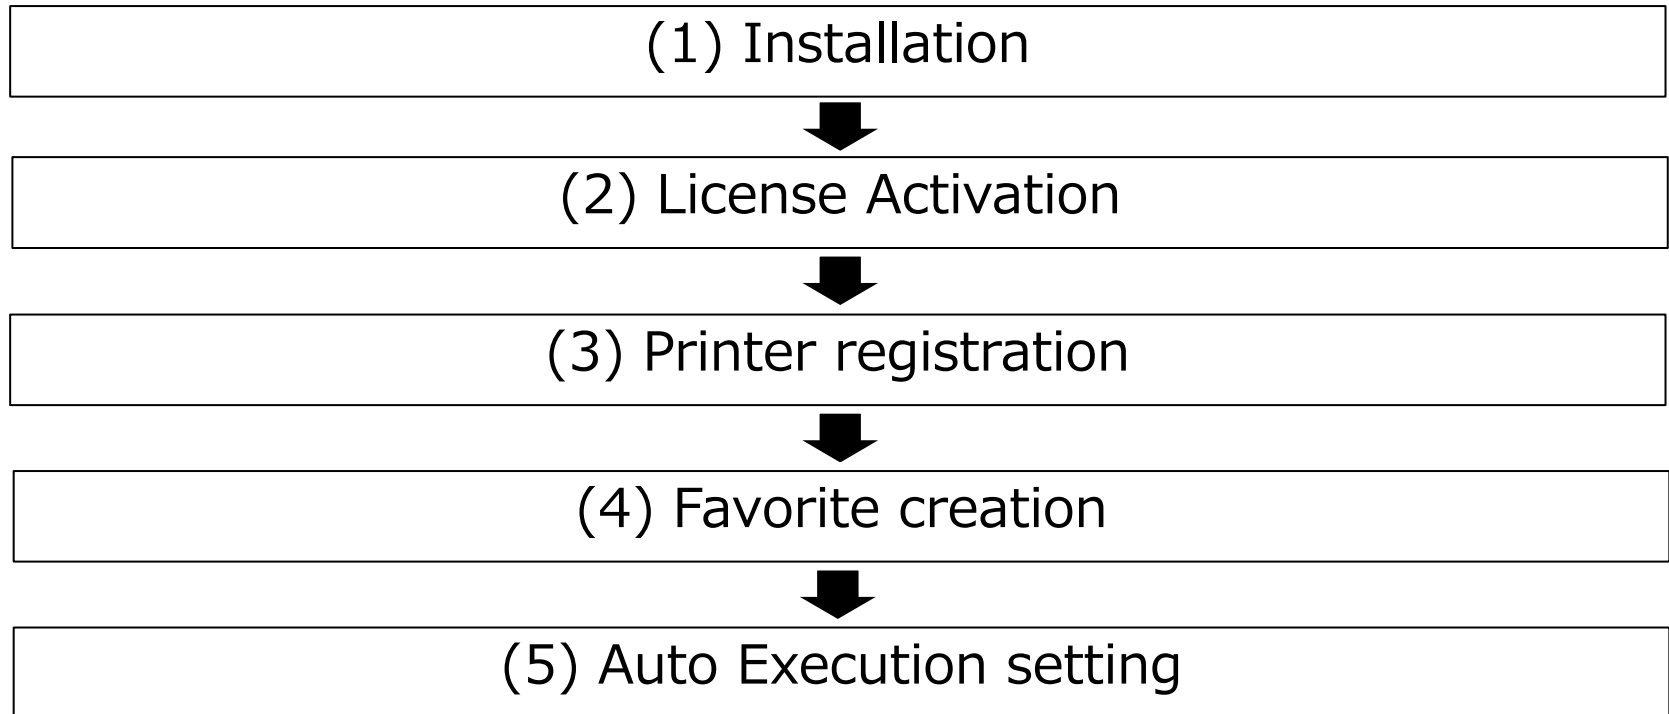 (1) Installation
(2) License Activation
(3) Printer registration
(4) Favorite creation
(5) Auto Execution setting